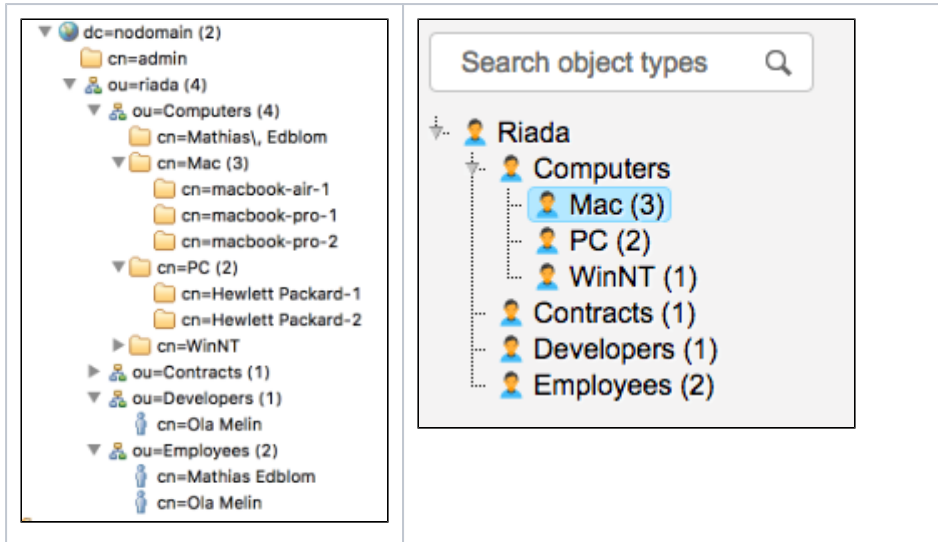 dc=nodomain (2)
cn=admin
ou=riada (4)
ou=Computers (4)
cn=Mathias\, Edblom
cn=Mac (3)
cn=macbook-air-1
cn=macbook-pro-1
cn=macbook-pro-2
cn=PC (2)
cn=Hewlett Packard-1
cn=Hewlett Packard-2
cn=WinNT
ou=Contracts (1)
ou=Developers (1)
cn=Ola Melin
ou=Employees (2)
cn=Mathias Edblom
cn=Ola Melin
Search object types
Riada
Computers
Mac (3)
PC (2)
WinNT (1)
Contracts (1)
Developers (1)
Employees (2)